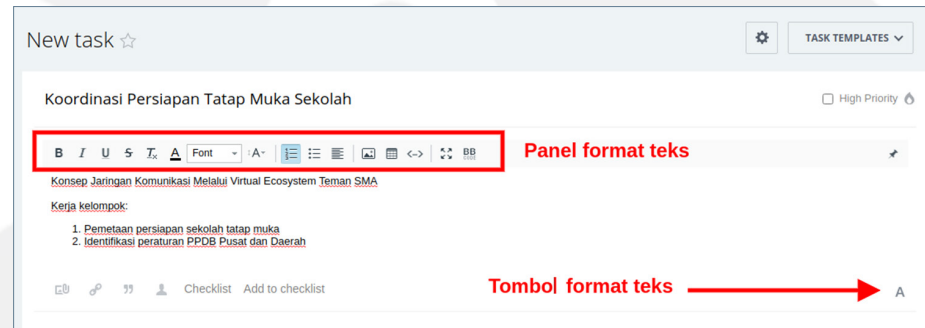 New task
TASK TEMPLATES
Koordinasi Persiapan Tatap Muka Sekolah
High Priority
B I U S Tx A Font A BB CODE
Panel format teks
Konsep Jaringan Komunikasi Melalui Virtual Ecosystem Teman SMA
Kerja kelompok:
1. Pemetaan persiapan sekolah tatap muka
2. Identifikasi peraturan PPDB Pusat dan Daerah
Checklist Add to checklist
Tombol format teks
A